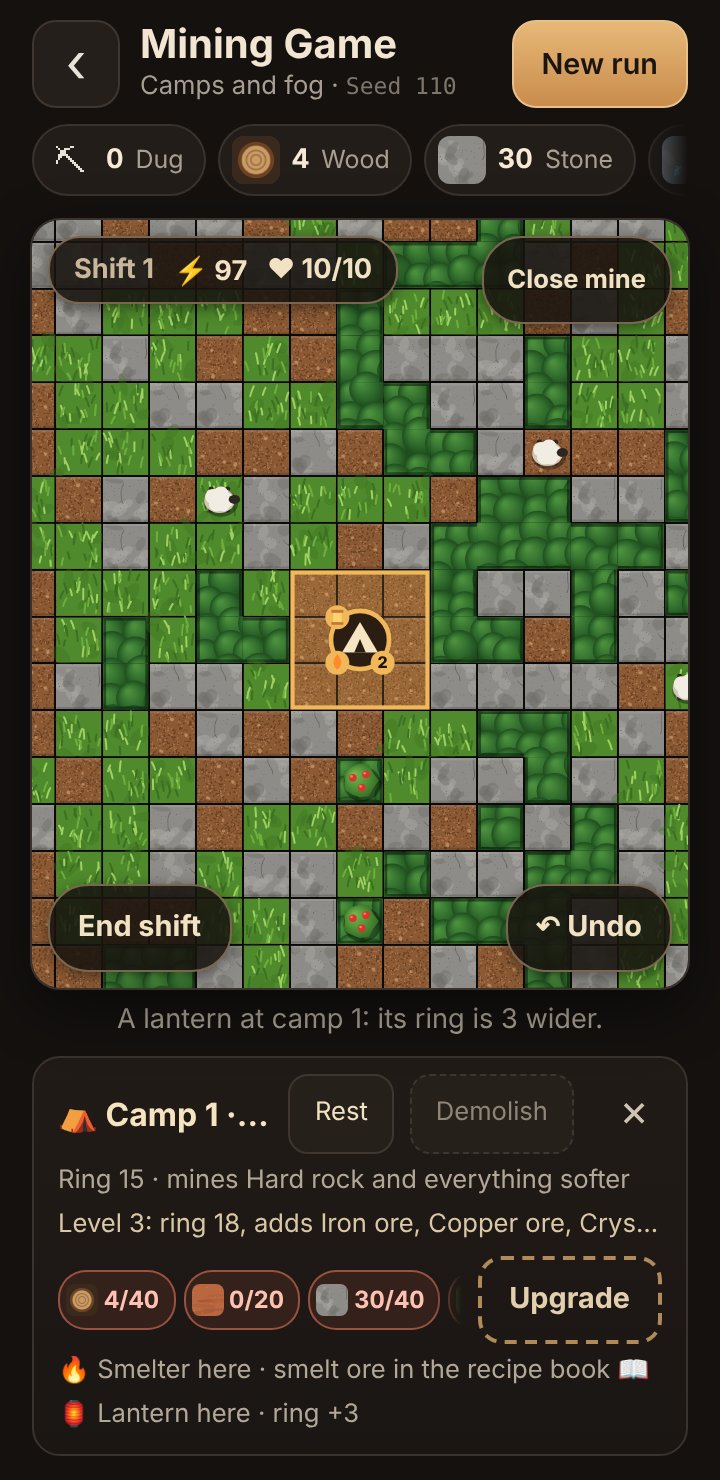 Mining Game
Camps and fog · Seed 110
New run
0 Dug
4 Wood
30 Stone
Shift 1 ⚡ 97 ♥ 10/10
Close mine
2
End shift
↶ Undo
A lantern at camp 1: its ring is 3 wider.
Camp 1 ·…
Rest
Demolish
✕
Ring 15 · mines Hard rock and everything softer
Level 3: ring 18, adds Iron ore, Copper ore, Crys…
4/40
0/20
30/40
Upgrade
🔥 Smelter here · smelt ore in the recipe book 📖
🏮 Lantern here · ring +3